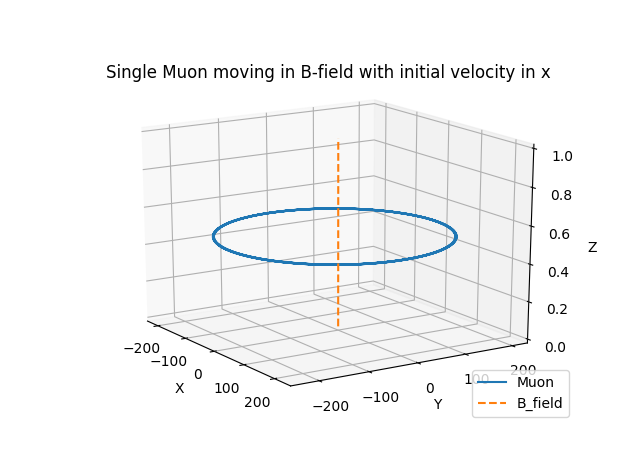 Single Muon moving in B-field with initial velocity in x
1.0
0.8
0.6
Z
0.4
0.2
0.0
−200
−100
0
100
200
X
−200
−100
0
100
200
Y
Muon
B_field